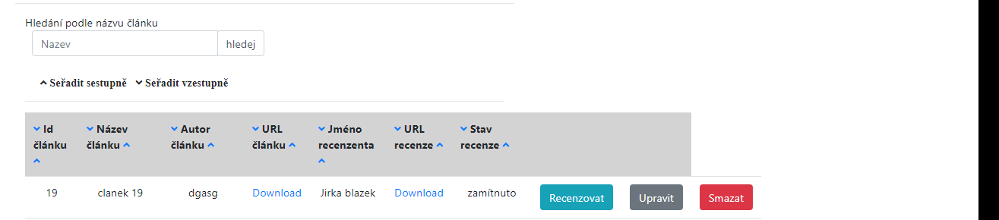 Hledání podle názvu článku
Nazev hledej
Seřadit sestupně Seřadit vzestupně
Id článku Název článku Autor článku URL článku Jméno recenzenta URL recenze Stav recenze
19 clanek 19 dgasg Download Jirka blazek Download zamítnuto Recenzovat Upravit Smazat